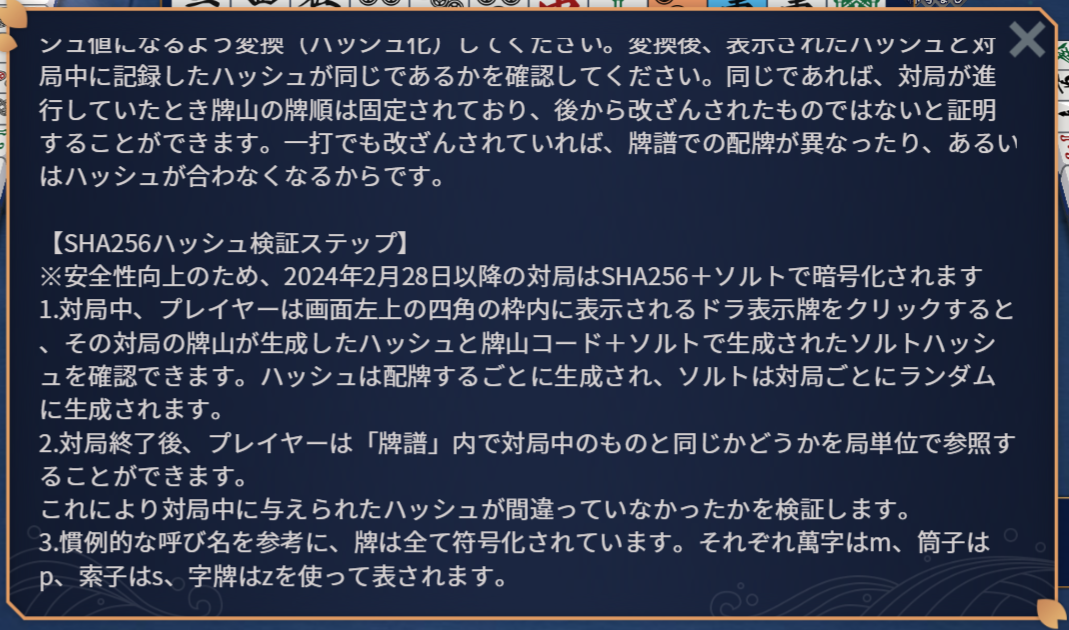 シュ値になるよう変換（ハッシュ化）してください。変換後、表示されたハッシュと対
局中に記録したハッシュが同じであるかを確認してください。同じであれば、対局が進
行していたとき牌山の牌順は固定されており、後から改ざんされたものではないと証明
することができます。一打でも改ざんされていれば、牌譜での配牌が異なったり、あるい
はハッシュが合わなくなるからです。
【SHA256ハッシュ検証ステップ】
※安全性向上のため、2024年2月28日以降の対局はSHA256＋ソルトで暗号化されます
1.対局中、プレイヤーは画面左上の四角の枠内に表示されるドラ表示牌をクリックすると
、その対局の牌山が生成したハッシュと牌山コード＋ソルトで生成されたソルトハッシ
ュを確認できます。ハッシュは配牌するごとに生成され、ソルトは対局ごとにランダム
に生成されます。
2.対局終了後、プレイヤーは「牌譜」内で対局中のものと同じかどうかを局単位で参照す
ることができます。
これにより対局中に与えられたハッシュが間違っていなかったかを検証します。
3.慣例的な呼び名を参考に、牌は全て符号化されています。それぞれ萬字はm、筒子は
p、索子はs、字牌はzを使って表されます。